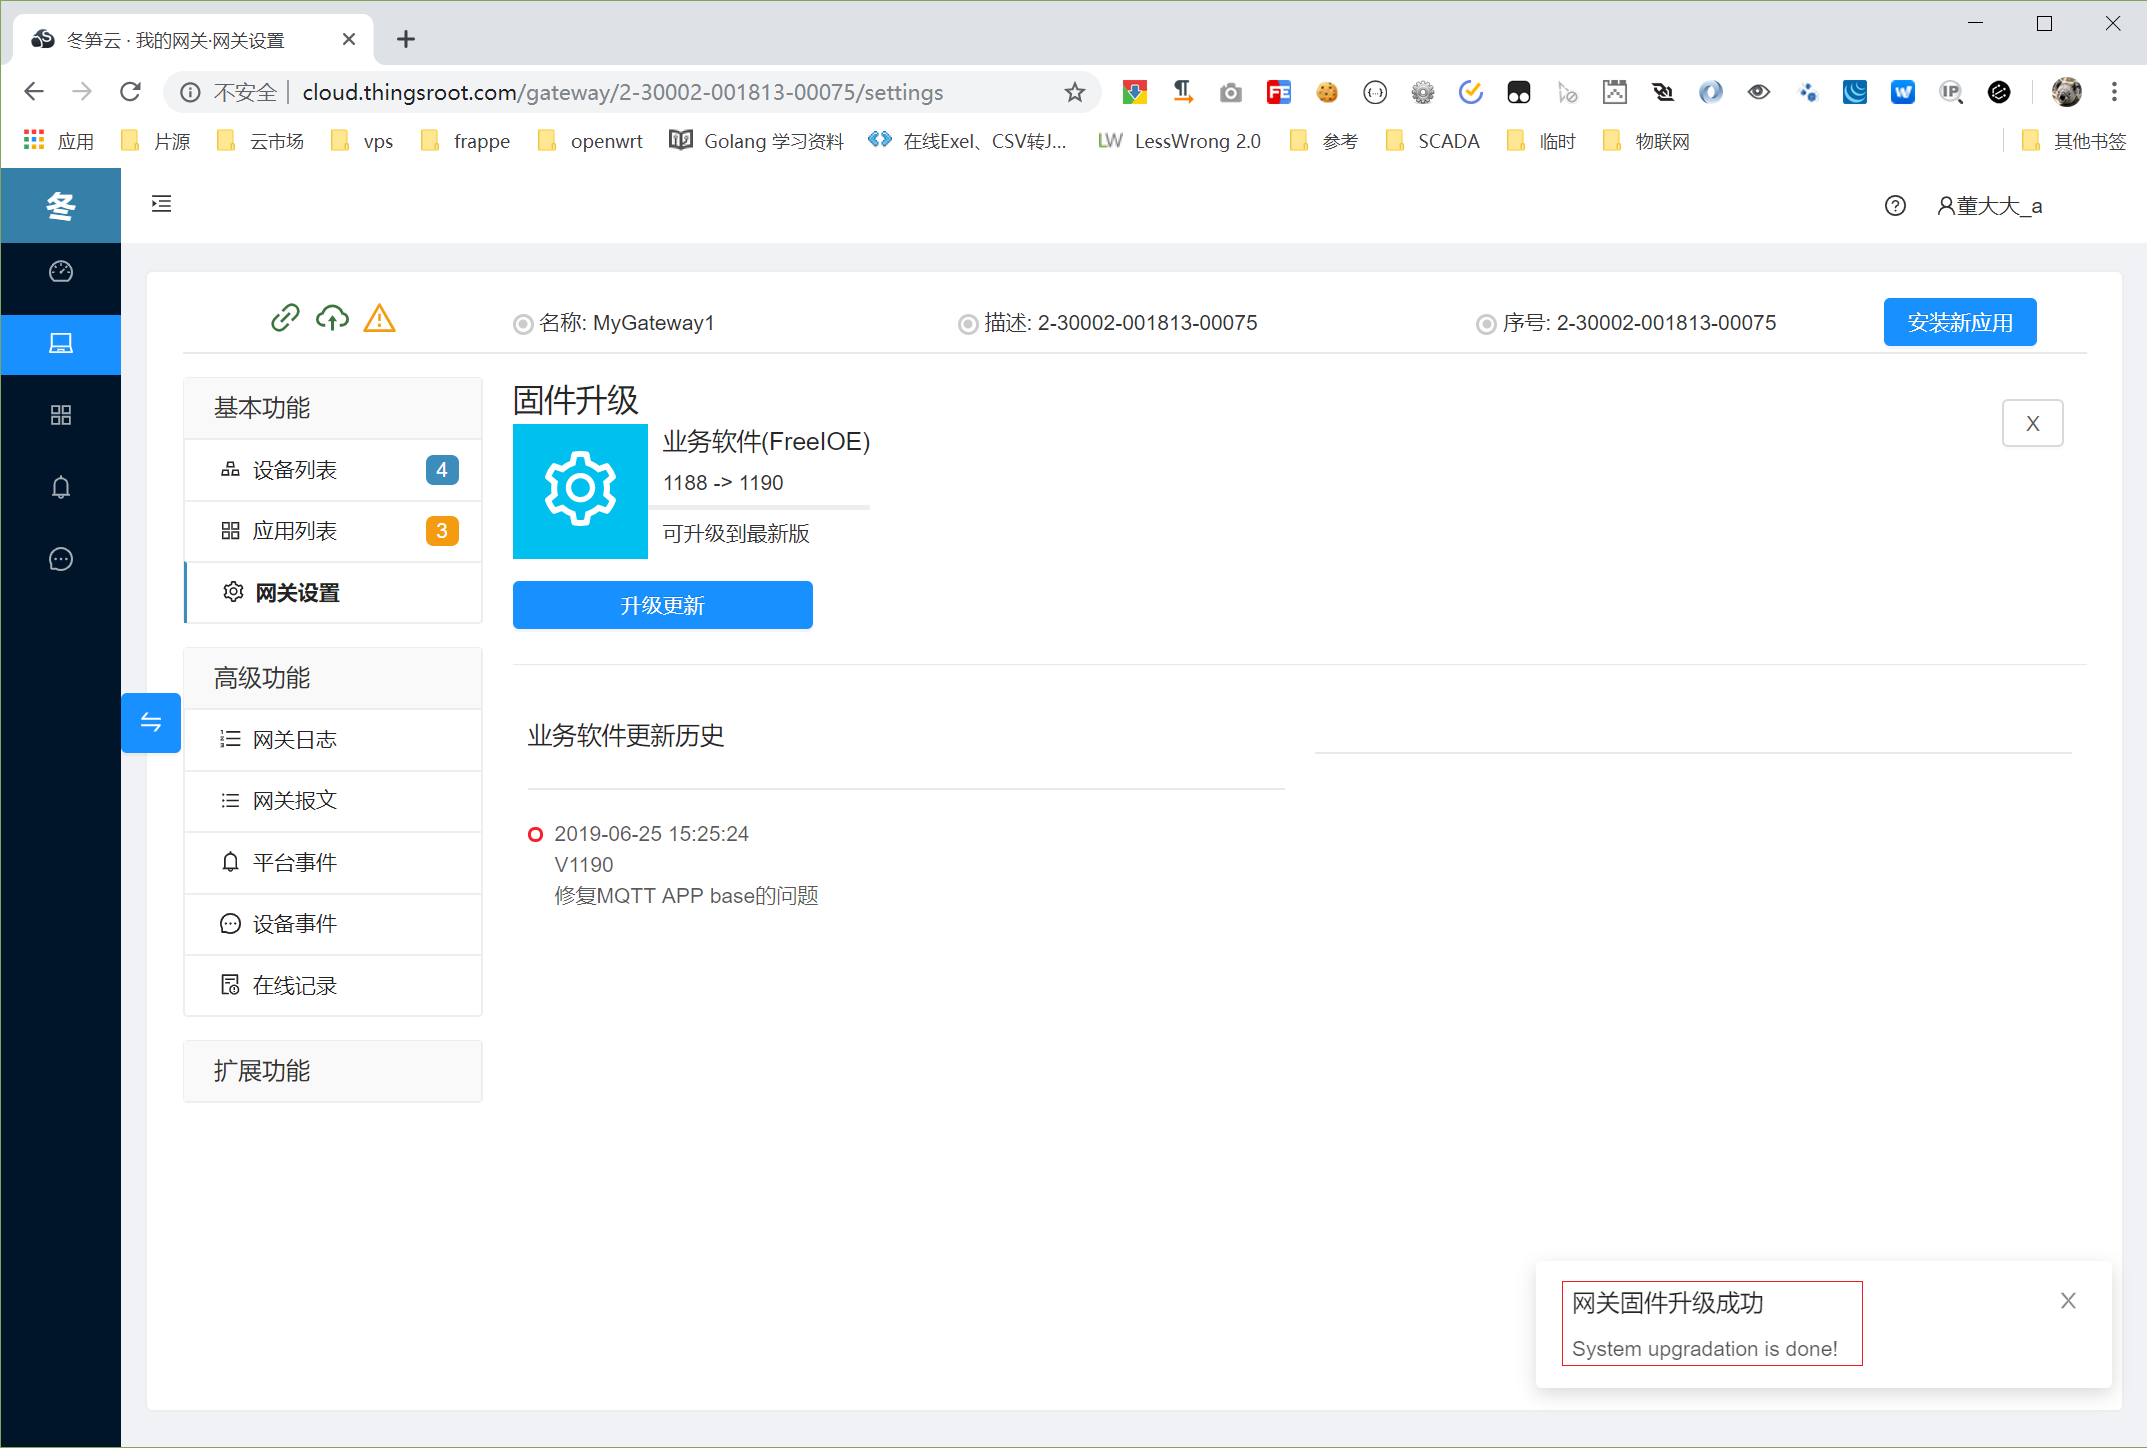 冬笋云 · 我的网关·网关设置
不安全 cloud.thingsroot.com/gateway/2-30002-001813-00075/settings
应用 片源 云市场 vps frappe openwrt Golang 学习资料 在线Exel、CSV转J... LW LessWrong 2.0 参考 SCADA 临时 物联网 其他书签
冬
董大大_a
名称: MyGateway1 描述: 2-30002-001813-00075 序号: 2-30002-001813-00075 安装新应用
基本功能
设备列表 4
应用列表 3
网关设置
高级功能
网关日志
网关报文
平台事件
设备事件
在线记录
扩展功能
固件升级
X
业务软件(FreeIOE)
1188 -> 1190
可升级到最新版
升级更新
业务软件更新历史
2019-06-25 15:25:24
V1190
修复MQTT APP base的问题
网关固件升级成功
System upgradation is done!